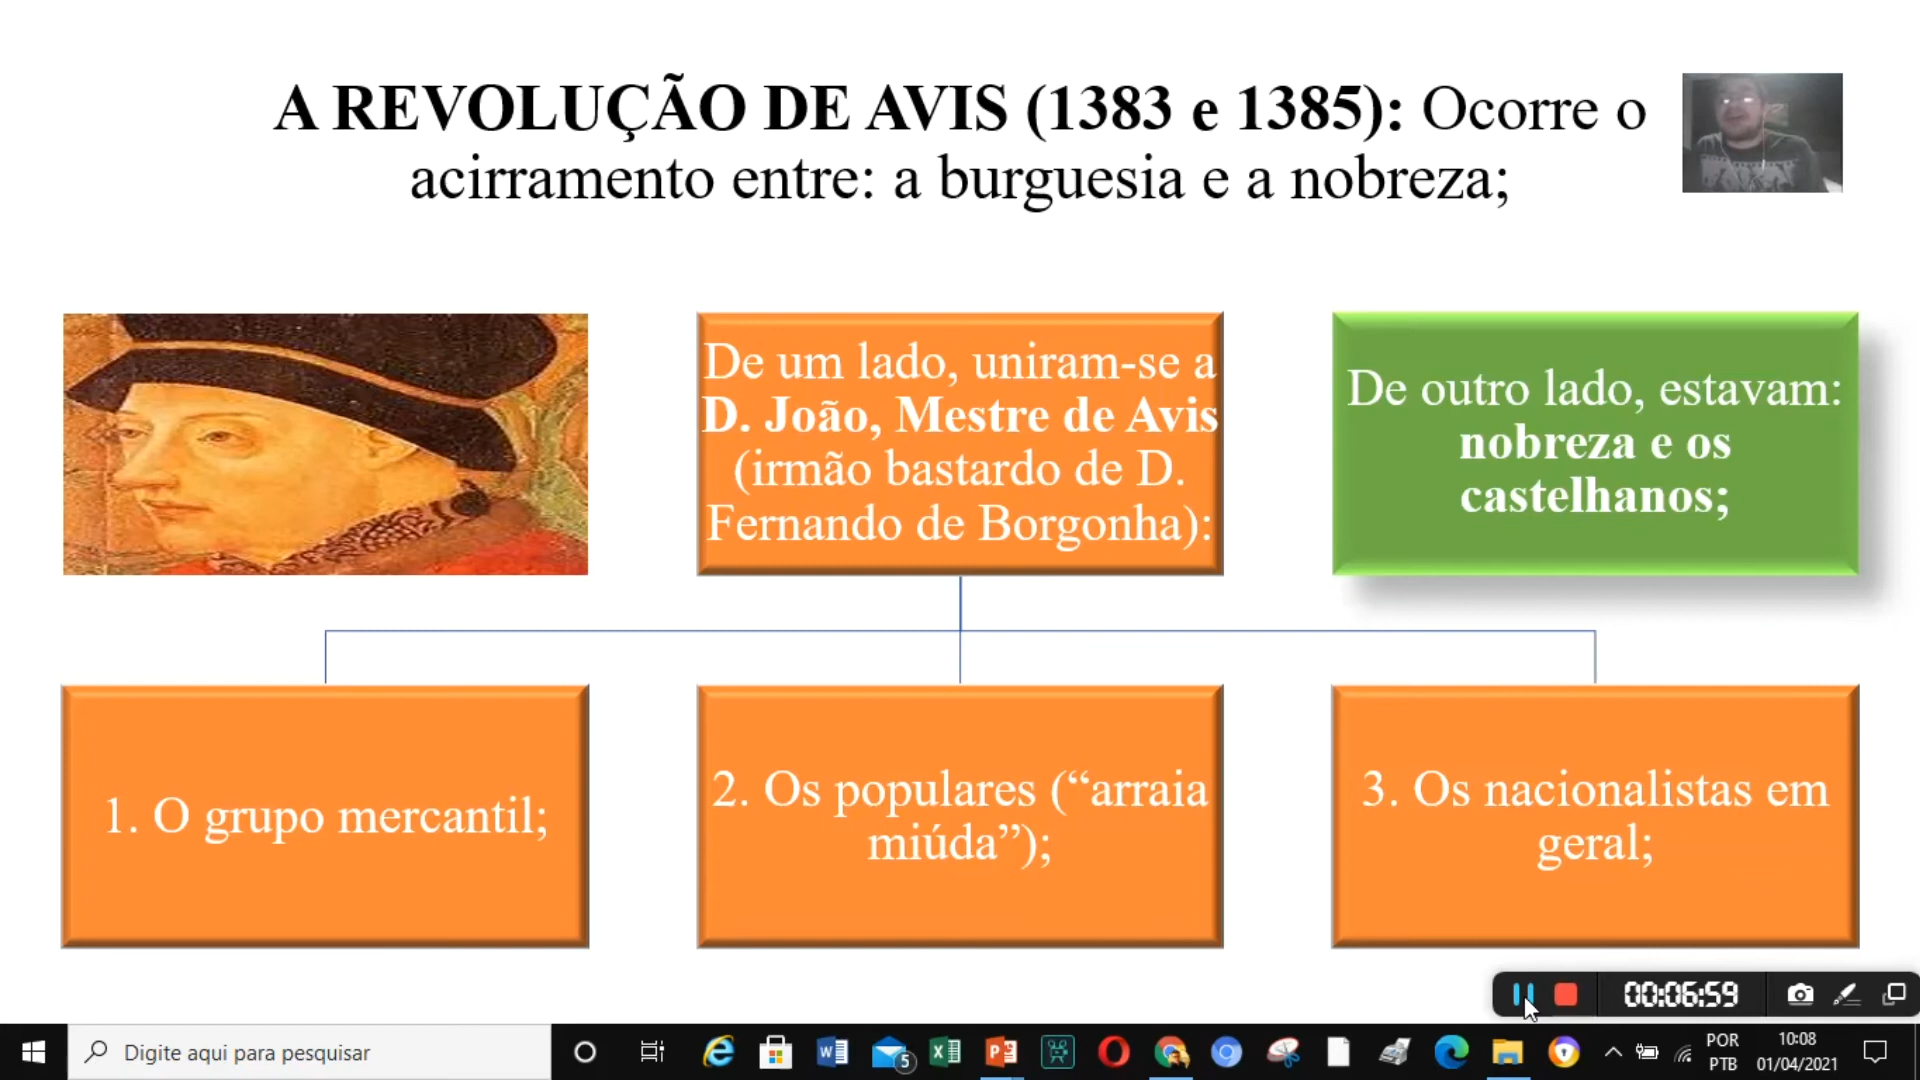 A REVOLUÇÃO DE AVIS (1383 e 1385): Ocorre o
acirramento entre: a burguesia e a nobreza;
De um lado, uniram-se a
D. João, Mestre de Avis
(irmão bastardo de D.
Fernando de Borgonha):
De outro lado, estavam:
nobreza e os
castelhanos;
1. O grupo mercantil;
2. Os populares (“arraia
miúda”);
3. Os nacionalistas em
geral;
00:06:59
Digite aqui para pesquisar
5
POR
PTB
10:08
01/04/2021